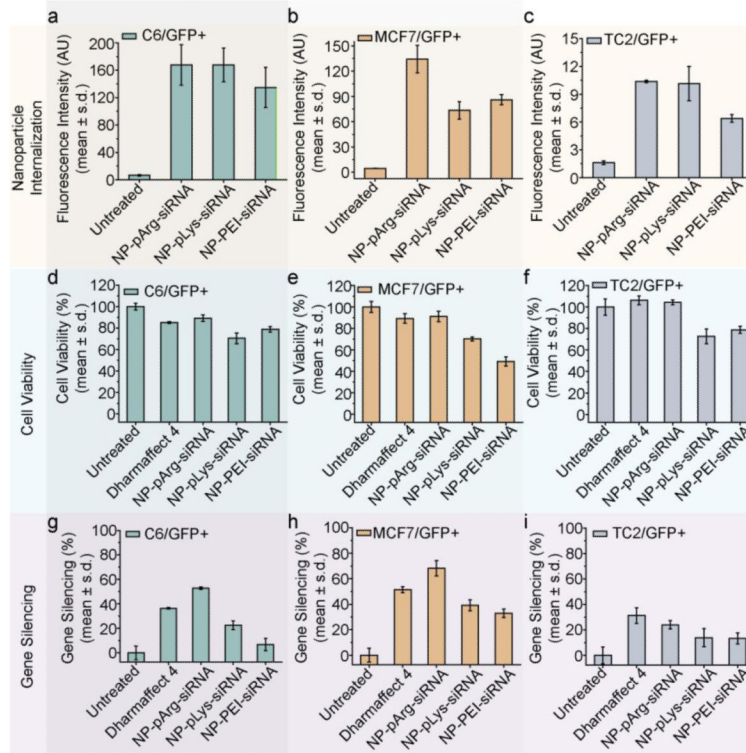 a
C6/GFP+
Nanoparticle
Internalization
Fluorescence Intensity (AU)
(mean ± s.d.)
200
160
120
80
40
0
Untreated
NP-pArg-siRNA
NP-pLys-siRNA
NP-PEI-siRNA
b
MCF7/GFP+
Fluorescence Intensity (AU)
(mean ± s.d.)
150
120
90
60
30
0
Untreated
NP-pArg-siRNA
NP-pLys-siRNA
NP-PEI-siRNA
c
TC2/GFP+
Fluorescence Intensity (AU)
(mean ± s.d.)
15
12
9
6
3
0
Untreated
NP-pArg-siRNA
NP-pLys-siRNA
NP-PEI-siRNA
d
C6/GFP+
Cell Viability
Cell Viability (%)
(mean ± s.d.)
120
100
80
60
40
20
0
Untreated
Dharmaffect 4
NP-pArg-siRNA
NP-pLys-siRNA
NP-PEI-siRNA
e
MCF7/GFP+
Cell Viability (%)
(mean ± s.d.)
120
100
80
60
40
20
0
Untreated
Dharmaffect 4
NP-pArg-siRNA
NP-pLys-siRNA
NP-PEI-siRNA
f
TC2/GFP+
Cell Viability (%)
(mean ± s.d.)
120
100
80
60
40
20
0
Untreated
Dharmaffect 4
NP-pArg-siRNA
NP-pLys-siRNA
NP-PEI-siRNA
g
C6/GFP+
Gene Silencing
Gene Silencing (%)
(mean ± s.d.)
100
80
60
40
20
0
Untreated
Dharmaffect 4
NP-pArg-siRNA
NP-pLys-siRNA
NP-PEI-siRNA
h
MCF7/GFP+
Gene Silencing (%)
(mean ± s.d.)
100
80
60
40
20
0
Untreated
Dharmaffect 4
NP-pArg-siRNA
NP-pLys-siRNA
NP-PEI-siRNA
i
TC2/GFP+
Gene Silencing (%)
(mean ± s.d.)
100
80
60
40
20
0
Untreated
Dharmaffect 4
NP-pArg-siRNA
NP-pLys-siRNA
NP-PEI-siRNA